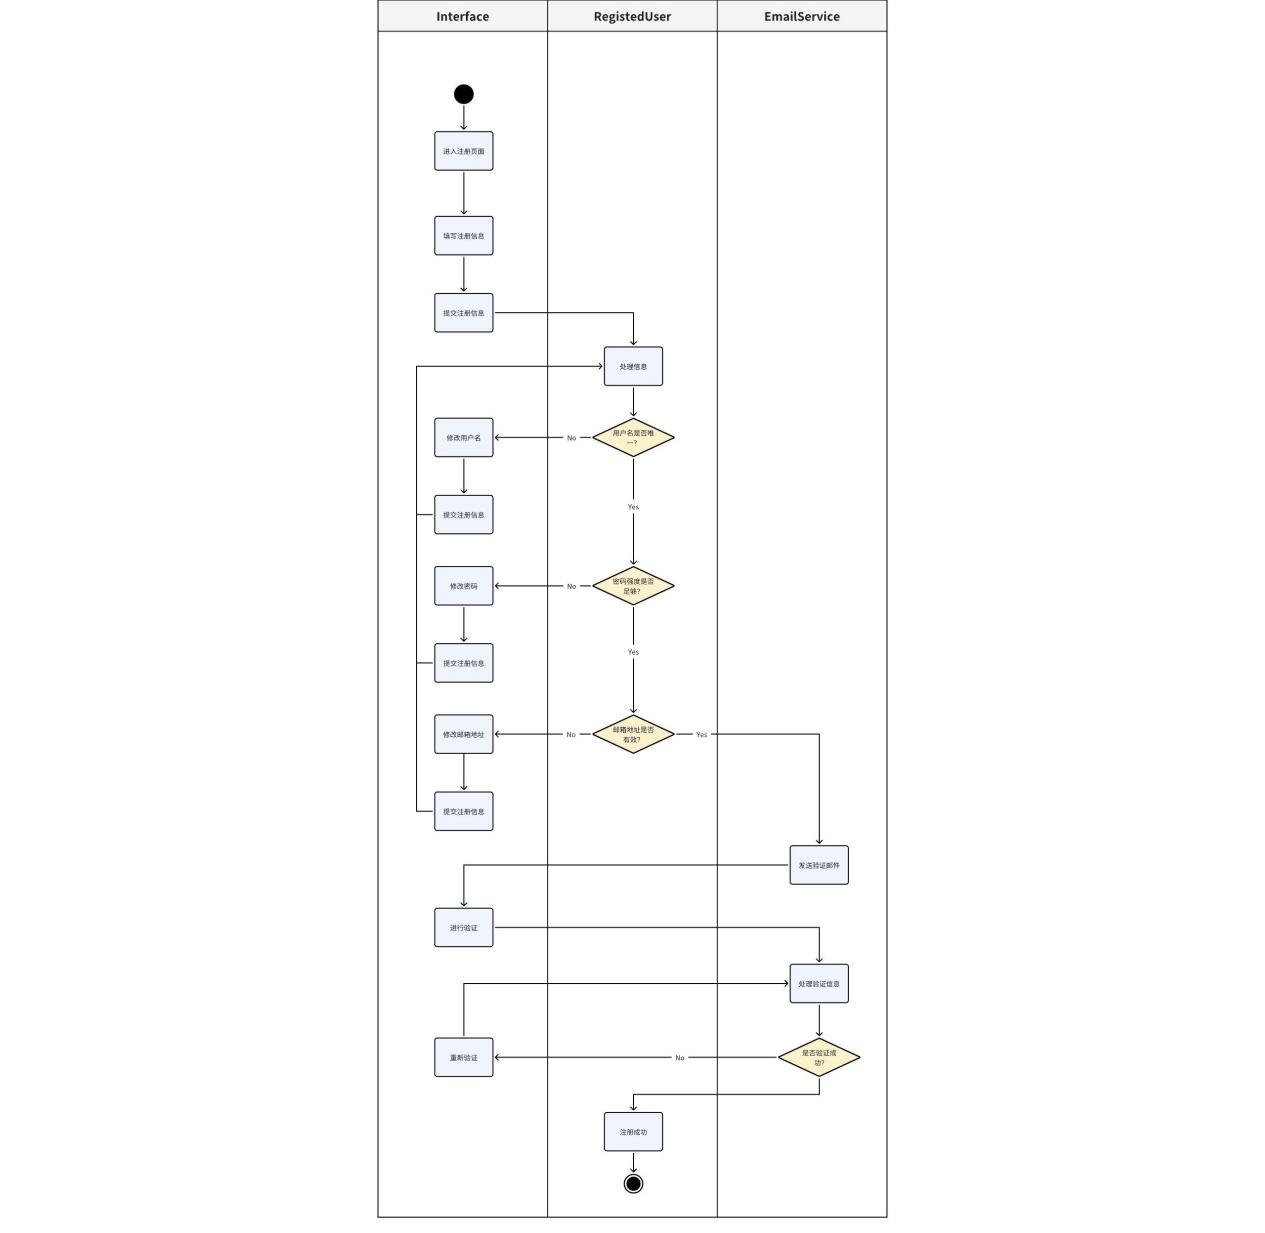 Interface
RegistedUser
EmailService
进入注册页面
填写注册信息
提交注册信息
处理信息
修改用户名
No
用户名是否唯
一?
提交注册信息
Yes
修改密码
No
密码强度是否
足够?
提交注册信息
Yes
修改邮箱地址
No
邮箱地址是否
有效?
Yes
提交注册信息
发送验证邮件
进行验证
处理验证信息
重新验证
No
是否验证成
功?
注册成功